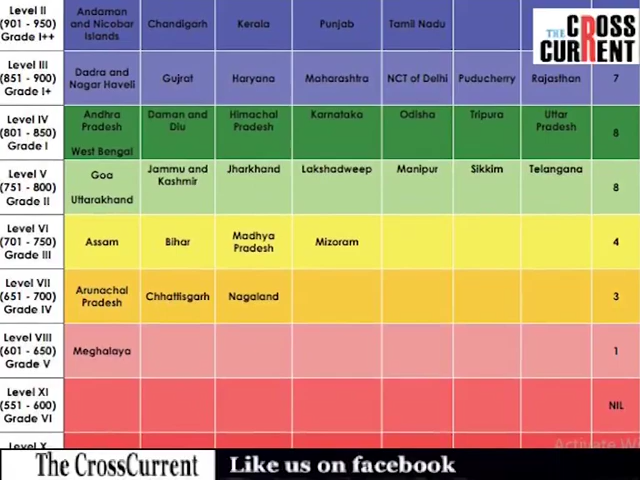 Level II
(901 - 950)
Grade I++
Andaman
and Nicobar
Islands
Chandigarh
Kerala
Punjab
Tamil Nadu
THE CROSS
CURRENT
Level III
(851 - 900)
Grade I+
Dadra and
Nagar Haveli
Gujrat
Haryana
Maharashtra
NCT of Delhi
Puducherry
Rajasthan
7
Level IV
(801 - 850)
Grade I
Andhra
Pradesh
West Bengal
Daman and
Diu
Himachal
Pradesh
Karnataka
Odisha
Tripura
Uttar
Pradesh
8
Level V
(751 - 800)
Grade II
Goa
Uttarakhand
Jammu and
Kashmir
Jharkhand
Lakshadweep
Manipur
Sikkim
Telangana
8
Level VI
(701 - 750)
Grade III
Assam
Bihar
Madhya
Pradesh
Mizoram
4
Level VII
(651 - 700)
Grade IV
Arunachal
Pradesh
Chhattisgarh
Nagaland
3
Level VIII
(601 - 650)
Grade V
Meghalaya
1
Level XI
(551 - 600)
Grade VI
NIL
Level X
Activate Wi
The CrossCurrent
Like us on facebook